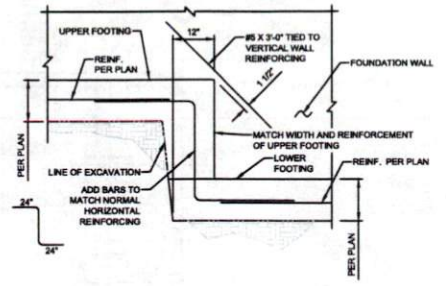 12"
UPPER FOOTING
#5 X 3'-0" TIED TO
VERTICAL WALL
REINFORCING
REINF.
PER PLAN
1 1/2"
FOUNDATION WALL
PER PLAN
MATCH WIDTH AND REINFORCEMENT
OF UPPER FOOTING
LOWER
FOOTING
LINE OF EXCAVATION
REINF. PER PLAN
ADD BARS TO
MATCH NORMAL
HORIZONTAL
REINFORCING
24"
24"
PER PLAN